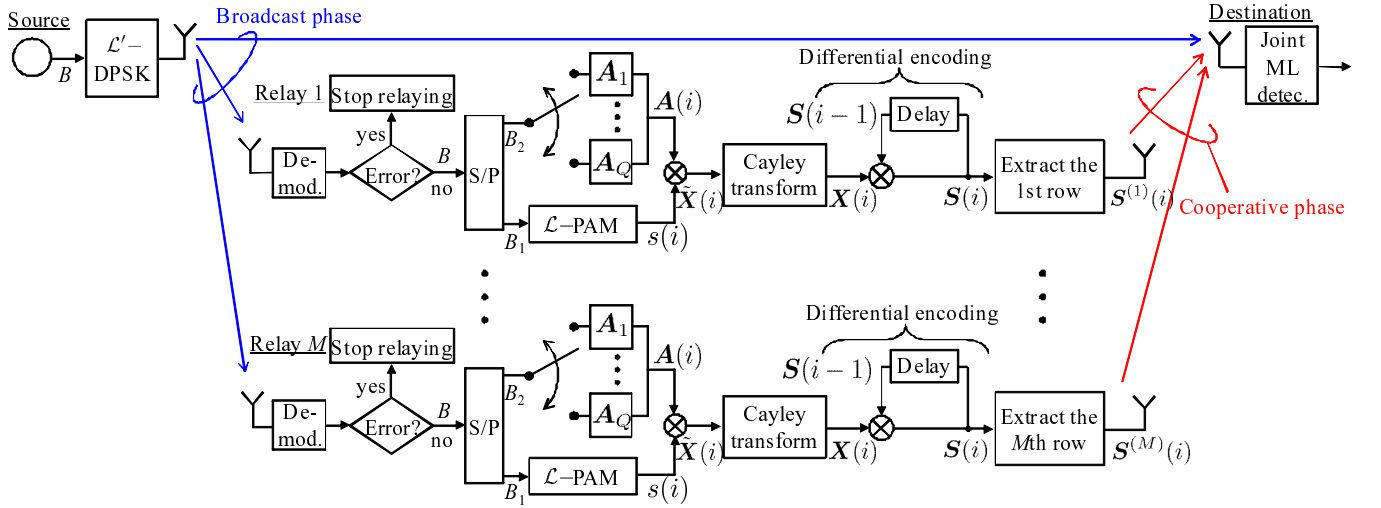 Source
B
ℒ′−
DPSK
Broadcast phase
Destination
Joint
ML
detec.
Relay 1
Stop relaying
yes
De-
mod.
Error?
B
no
S/P
B₂
B₁
A₁
A_Q
A(i)
ℒ−PAM
s(i)
X̃(i)
Cayley
transform
X(i)
Differential encoding
S(i−1)
Delay
S(i)
Extract the
1st row
S⁽¹⁾(i)
Cooperative phase
Relay M
Stop relaying
yes
De-
mod.
Error?
B
no
S/P
B₂
B₁
A₁
A_Q
A(i)
ℒ−PAM
s(i)
X̃(i)
Cayley
transform
X(i)
Differential encoding
S(i−1)
Delay
S(i)
Extract the
Mth row
S⁽ᴹ⁾(i)